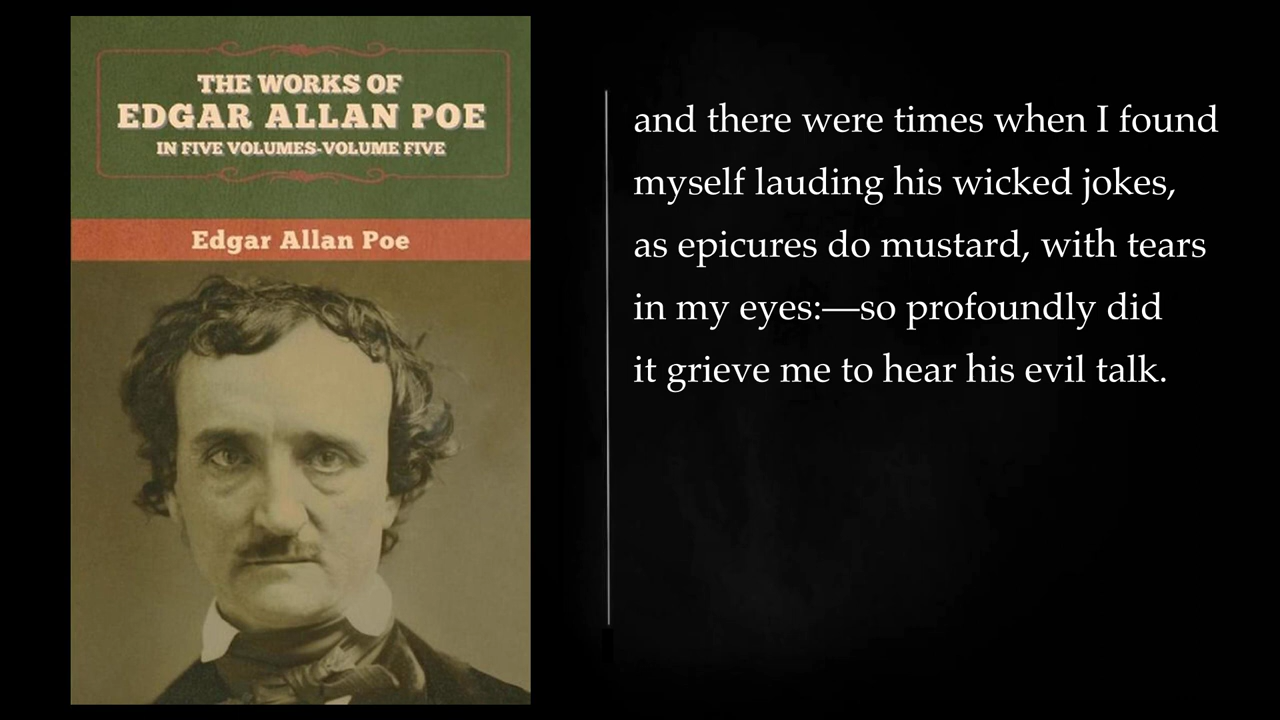 THE WORKS OF
EDGAR ALLAN POE
IN FIVE VOLUMES-VOLUME FIVE
Edgar Allan Poe
and there were times when I found
myself lauding his wicked jokes,
as epicures do mustard, with tears
in my eyes:—so profoundly did
it grieve me to hear his evil talk.